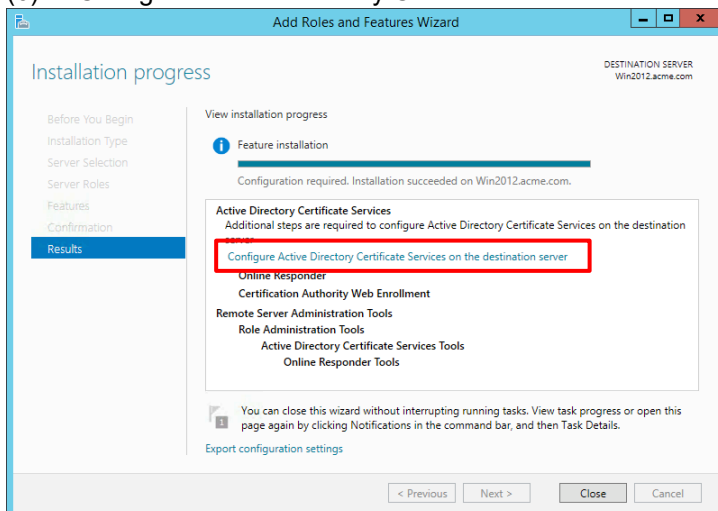 Add Roles and Features Wizard
Installation progress
DESTINATION SERVER
Win2012.acme.com
Before You Begin
Installation Type
Server Selection
Server Roles
Features
Confirmation
Results
View installation progress
Feature installation
Configuration required. Installation succeeded on Win2012.acme.com.
Active Directory Certificate Services
Additional steps are required to configure Active Directory Certificate Services on the destination
server
Configure Active Directory Certificate Services on the destination server
Online Responder
Certification Authority Web Enrollment
Remote Server Administration Tools
Role Administration Tools
Active Directory Certificate Services Tools
Online Responder Tools
1
You can close this wizard without interrupting running tasks. View task progress or open this
page again by clicking Notifications in the command bar, and then Task Details.
Export configuration settings
< Previous
Next >
Close
Cancel